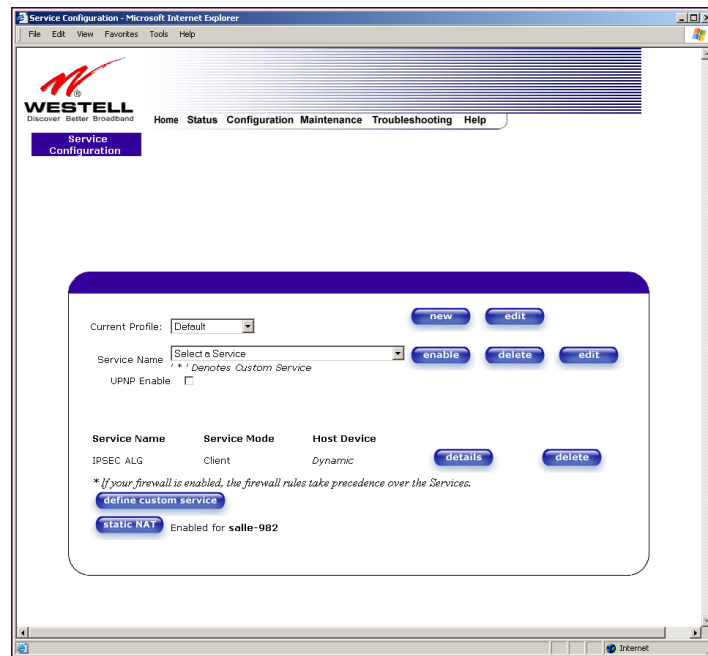 Service Configuration - Microsoft Internet Explorer
File Edit View Favorites Tools Help
®
WESTELL
Discover Better Broadband
Home Status Configuration Maintenance Troubleshooting Help
Service
Configuration
new edit
Current Profile: Default
Service Name Select a Service enable delete edit
' * ' Denotes Custom Service
UPNP Enable
Service Name Service Mode Host Device
IPSEC ALG Client Dynamic details delete
* If your firewall is enabled, the firewall rules take precedence over the Services.
define custom service
static NAT Enabled for salle-982
Internet